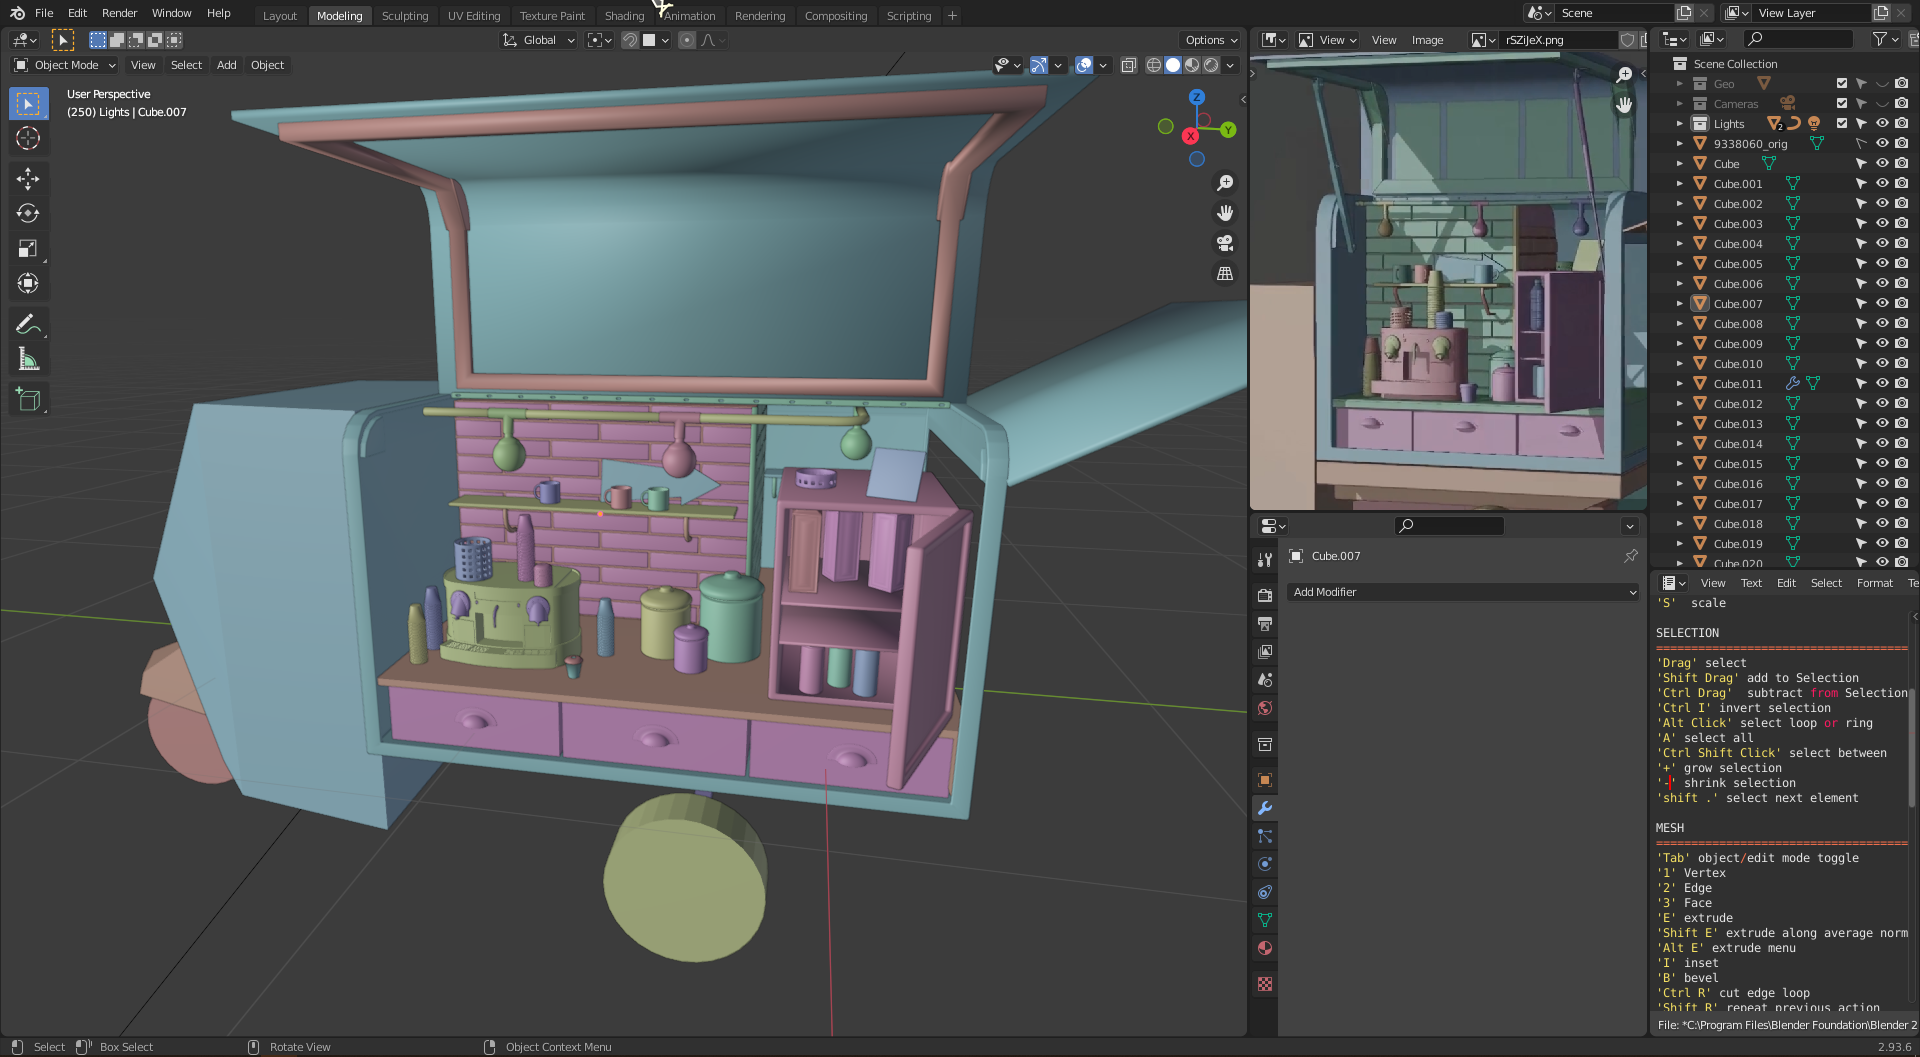 File Edit Render Window Help Layout Modeling Sculpting UV Editing Texture Paint Shading Animation Rendering Compositing Scripting + Scene View Layer
Global Options View View Image rSZiJeX.png
Object Mode View Select Add Object
User Perspective
(250) Lights | Cube.007
Z
Y
X
Scene Collection
Geo
Cameras
Lights 2
9338060_orig
Cube
Cube.001
Cube.002
Cube.003
Cube.004
Cube.005
Cube.006
Cube.007
Cube.008
Cube.009
Cube.010
Cube.011
Cube.012
Cube.013
Cube.014
Cube.015
Cube.016
Cube.017
Cube.018
Cube.019
Cube.020
Cube.007
Add Modifier
View Text Edit Select Format Te
'S' scale
SELECTION
'Drag' select
'Shift Drag' add to Selection
'Ctrl Drag' subtract from Selection
'Ctrl I' invert selection
'Alt Click' select loop or ring
'A' select all
'Ctrl Shift Click' select between
'+' grow selection
'-' shrink selection
'shift .' select next element
MESH
'Tab' object/edit mode toggle
'1' Vertex
'2' Edge
'3' Face
'E' extrude
'Shift E' extrude along average norm
'Alt E' extrude menu
'I' inset
'B' bevel
'Ctrl R' cut edge loop
'Shift R' repeat previous action
File: *C:\Program Files\Blender Foundation\Blender 2
Select Box Select Rotate View Object Context Menu 2.93.6